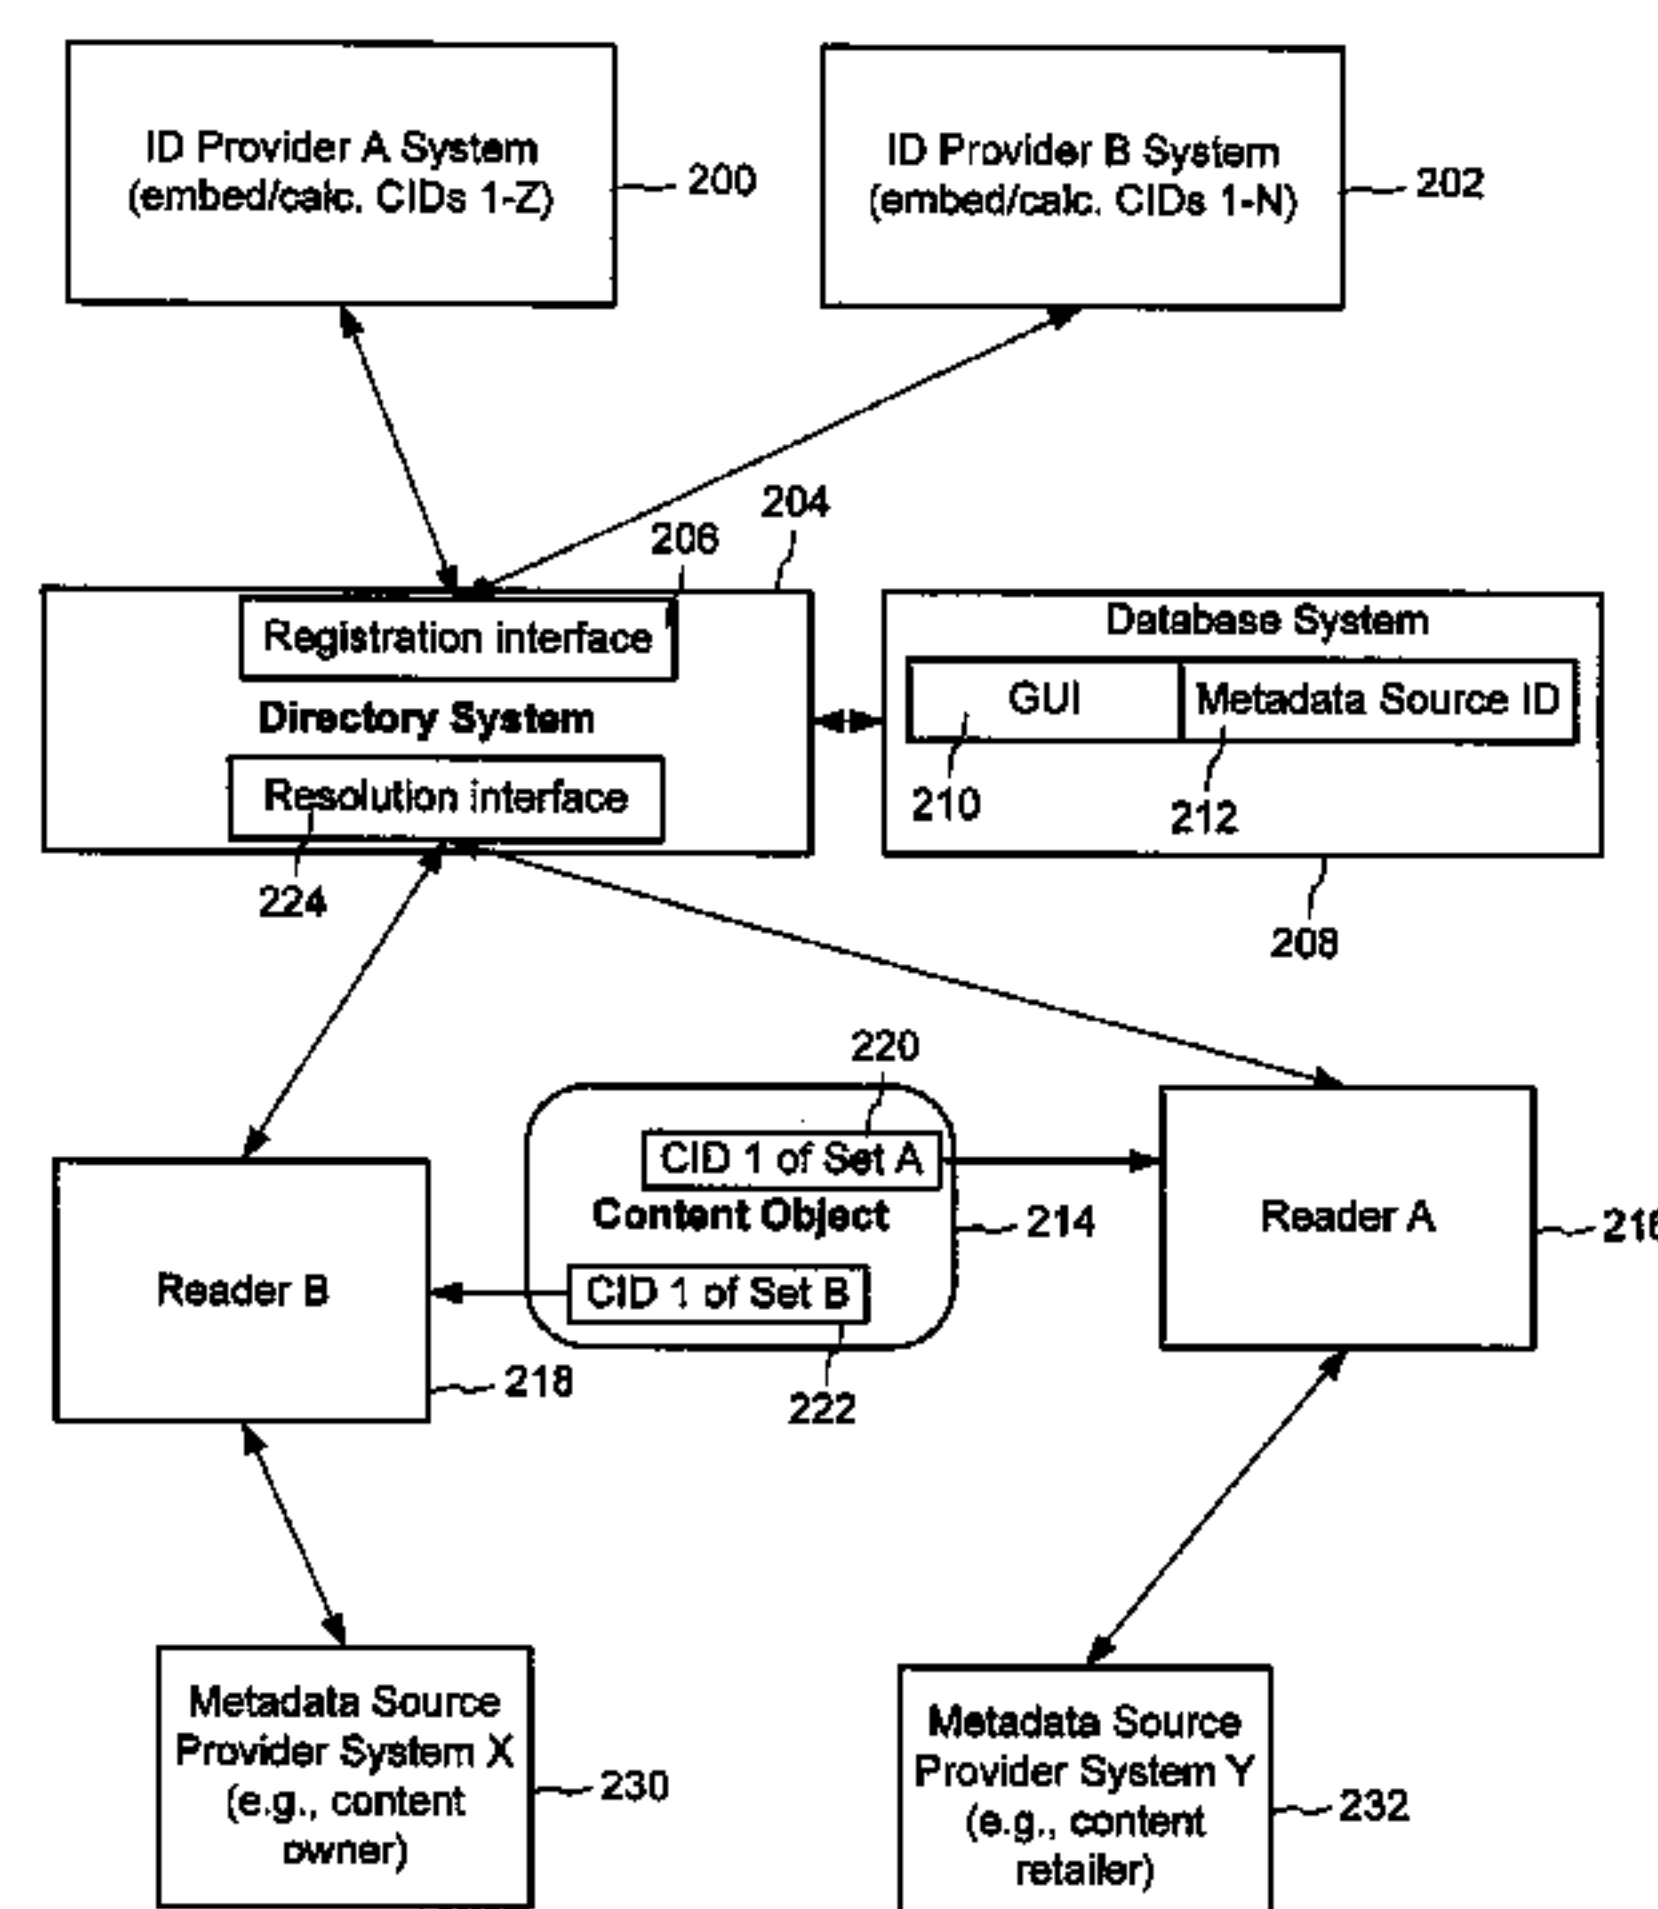 ID Provider A System
(embed/calc. CIDs 1-Z)
200
ID Provider B System
(embed/calc. CIDs 1-N)
202
204
206
Registration interface
Directory System
Resolution interface
224
Database System
GUI
Metadata Source ID
210
212
208
220
CID 1 of Set A
Content Object
214
CID 1 of Set B
222
Reader A
216
Reader B
218
Metadata Source
Provider System X
(e.g., content
owner)
230
Metadata Source
Provider System Y
(e.g., content
retailer)
232